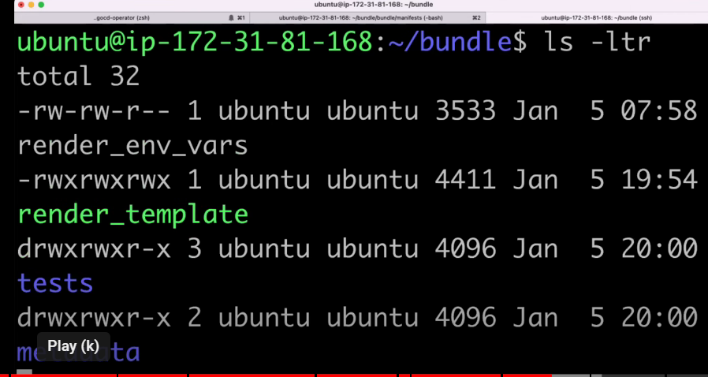 ubuntu@ip-172-31-81-168: ~/bundle
..gocd-operator (zsh) ⌘1 ubuntu@ip-172-31-81-168: ~/bundle/bundle/manifests (-bash) ⌘2 ubuntu@ip-172-31-81-168: ~/bundle (ssh)
ubuntu@ip-172-31-81-168:~/bundle$ ls -ltr
total 32
-rw-rw-r-- 1 ubuntu ubuntu 3533 Jan  5 07:58
render_env_vars
-rwxrwxrwx 1 ubuntu ubuntu 4411 Jan  5 19:54
render_template
drwxrwxr-x 3 ubuntu ubuntu 4096 Jan  5 20:00
tests
drwxrwxr-x 2 ubuntu ubuntu 4096 Jan  5 20:00
Play (k)